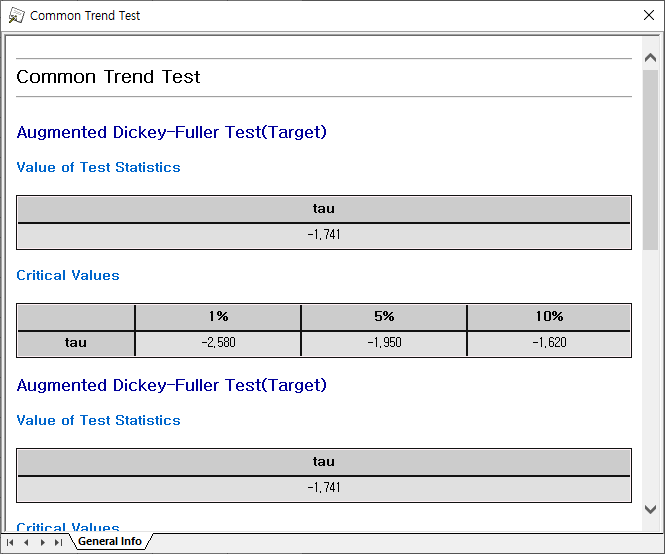 Common Trend Test
Common Trend Test
Augmented Dickey-Fuller Test(Target)
Value of Test Statistics
tau
-1,741
Critical Values
1% 5% 10%
tau -2,580 -1,950 -1,620
Augmented Dickey-Fuller Test(Target)
Value of Test Statistics
tau
-1,741
Critical Values
General Info